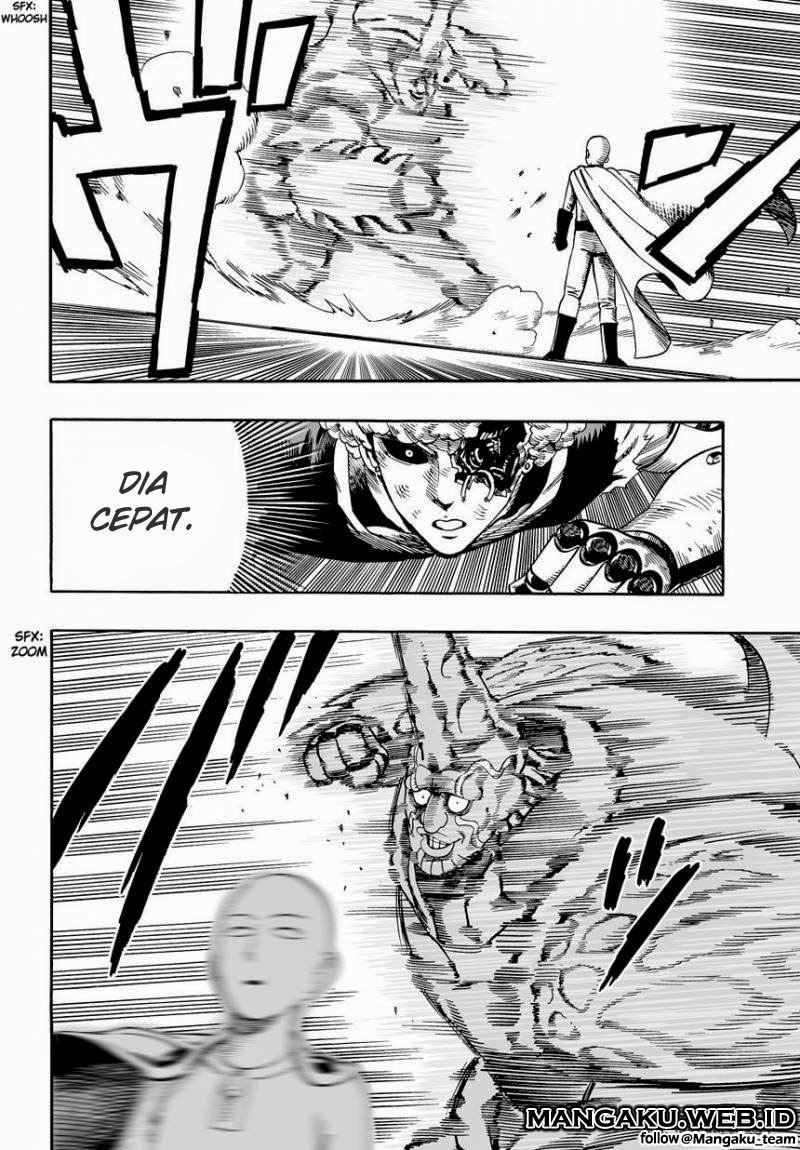 SFX:
WHOOSH
DIA
CEPAT.
SFX:
ZOOM
MANGAKU.WEB.ID
follow @Mangaku_team